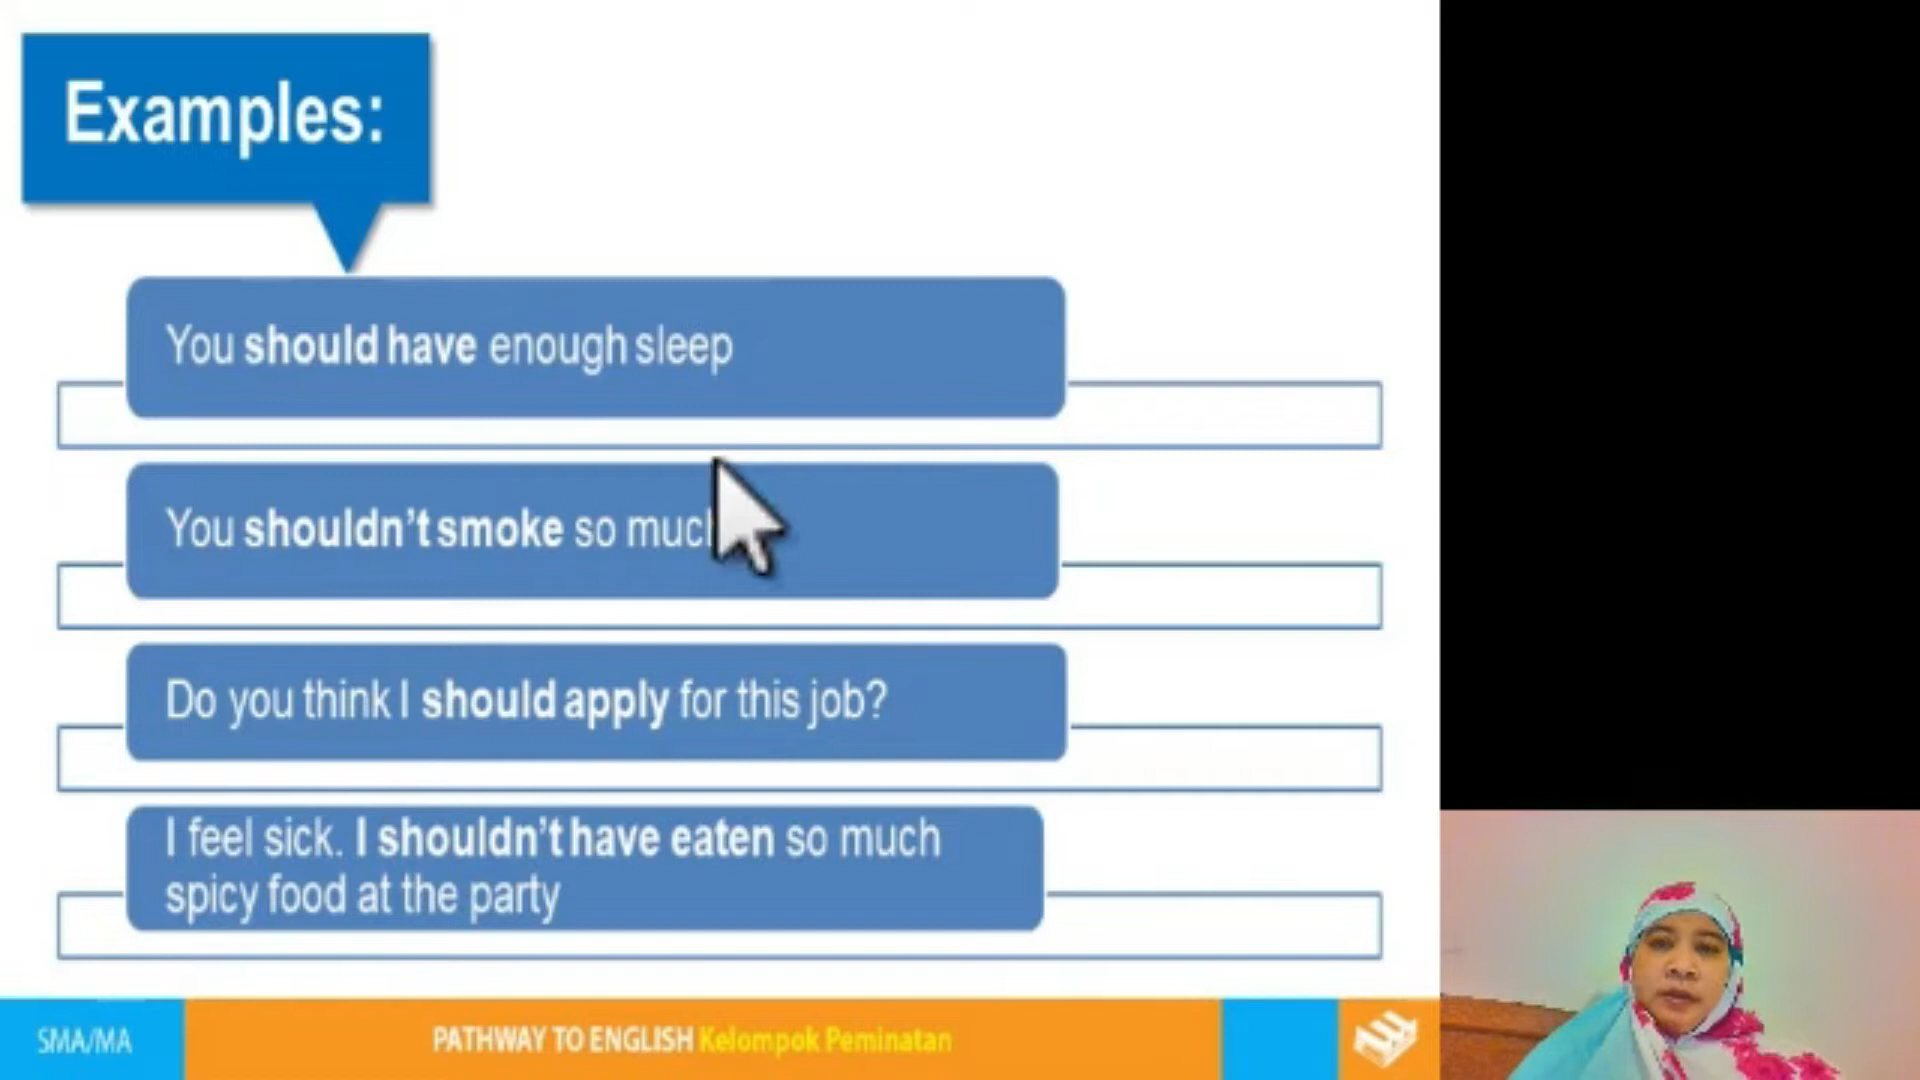 Examples:
You should have enough sleep
You shouldn't smoke so much
Do you think I should apply for this job?
I feel sick. I shouldn't have eaten so much
spicy food at the party
SMA/MA
PATHWAY TO ENGLISH Kelompok Peminatan